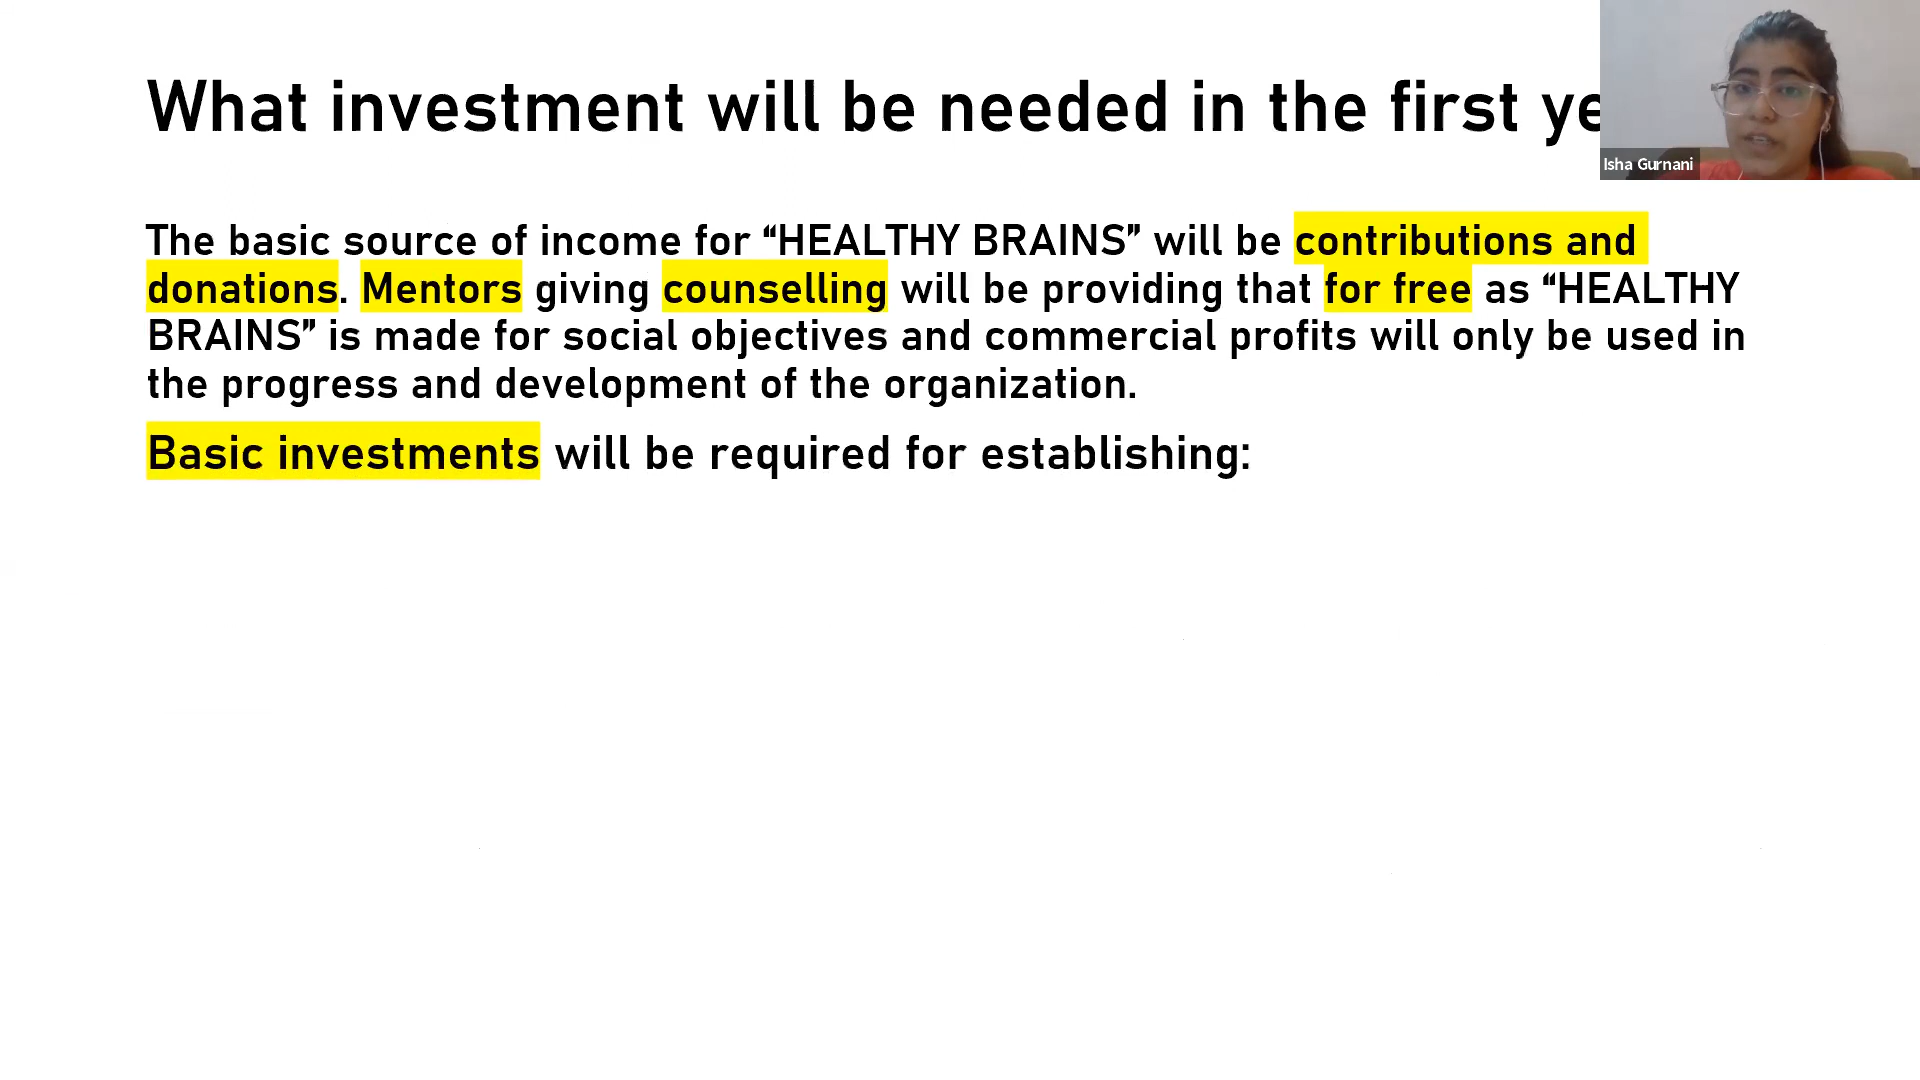 What investment will be needed in the first
Isha Gurnani
The basic source of income for “HEALTHY BRAINS” will be contributions and
donations. Mentors giving counselling will be providing that for free as “HEALTHY
BRAINS” is made for social objectives and commercial profits will only be used in
the progress and development of the organization.
Basic investments will be required for establishing: